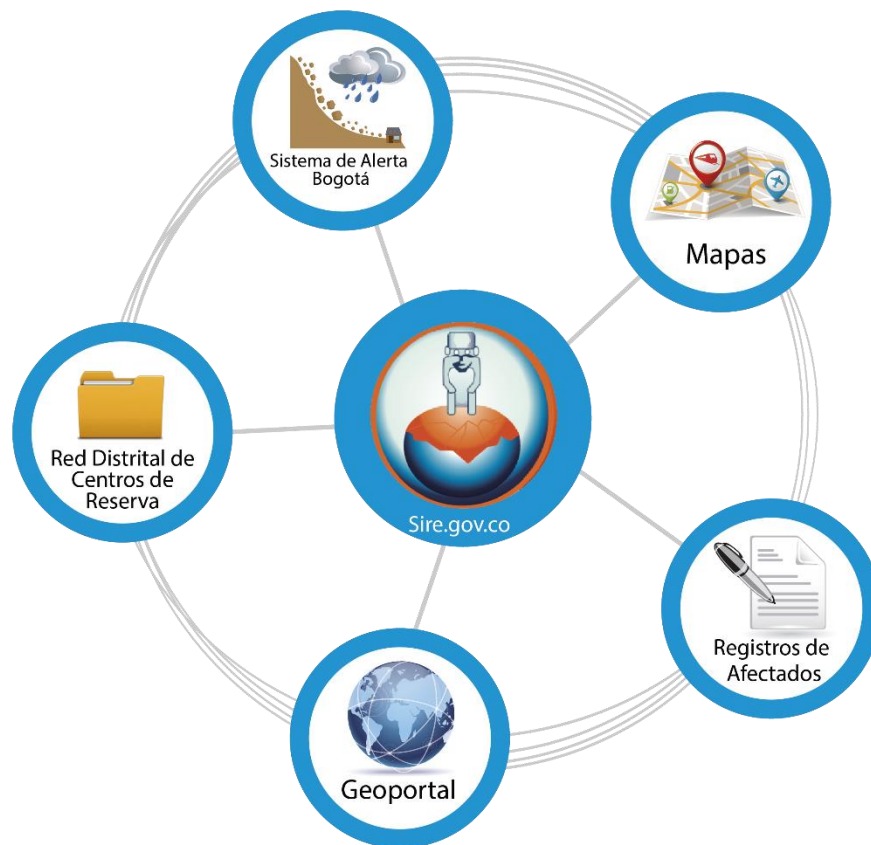 Sistema de Alerta
Bogotá
Mapas
Red Distrital de
Centros de
Reserva
Sire.gov.co
Registros de
Afectados
Geoportal